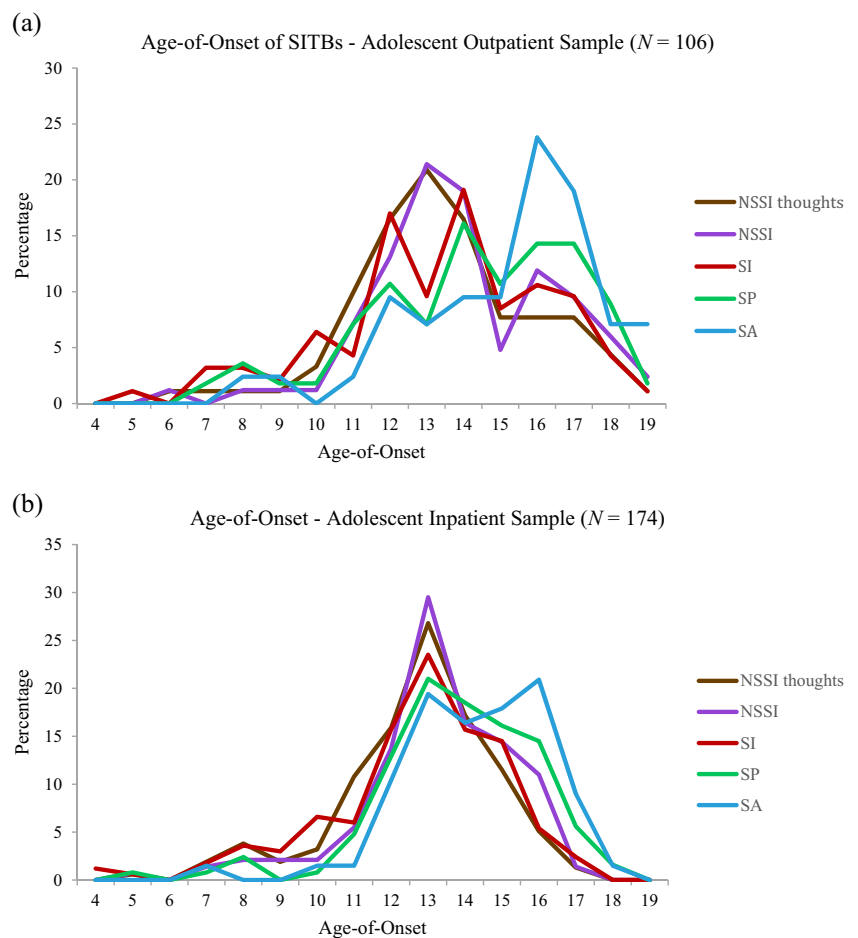 (a)
Age-of-Onset of SITBs - Adolescent Outpatient Sample (N = 106)
30
25
20
15
10
5
0
Percentage
4 5 6 7 8 9 10 11 12 13 14 15 16 17 18 19
Age-of-Onset
NSSI thoughts
NSSI
SI
SP
SA
(b)
Age-of-Onset - Adolescent Inpatient Sample (N = 174)
35
30
25
20
15
10
5
0
Percentage
4 5 6 7 8 9 10 11 12 13 14 15 16 17 18 19
Age-of-Onset
NSSI thoughts
NSSI
SI
SP
SA